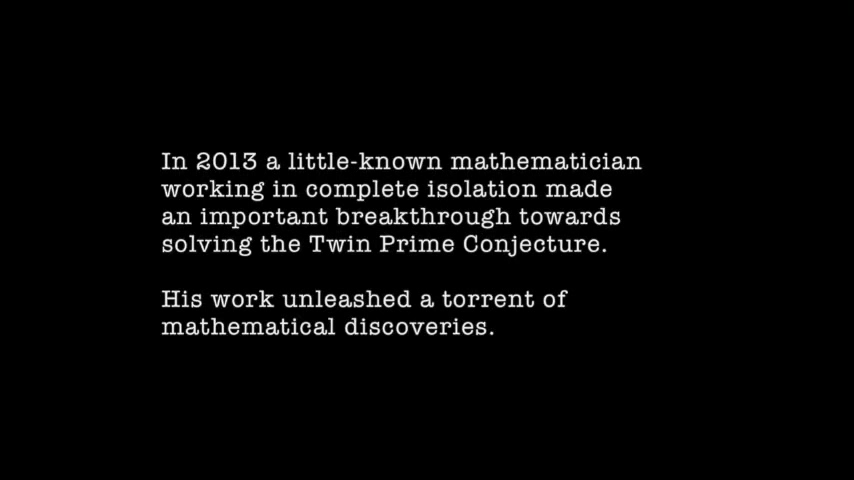 In 2013 a little-known mathematician
working in complete isolation made
an important breakthrough towards
solving the Twin Prime Conjecture.
His work unleashed a torrent of
mathematical discoveries.